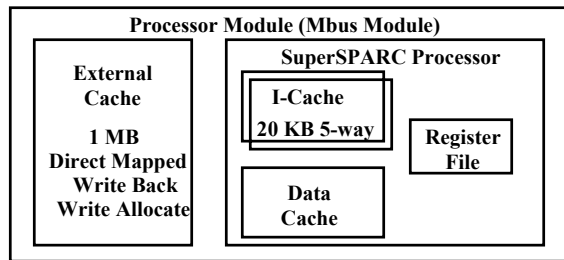 Processor Module (Mbus Module)
External
Cache
1 MB
Direct Mapped
Write Back
Write Allocate
SuperSPARC Processor
I-Cache
20 KB 5-way
Register
File
Data
Cache